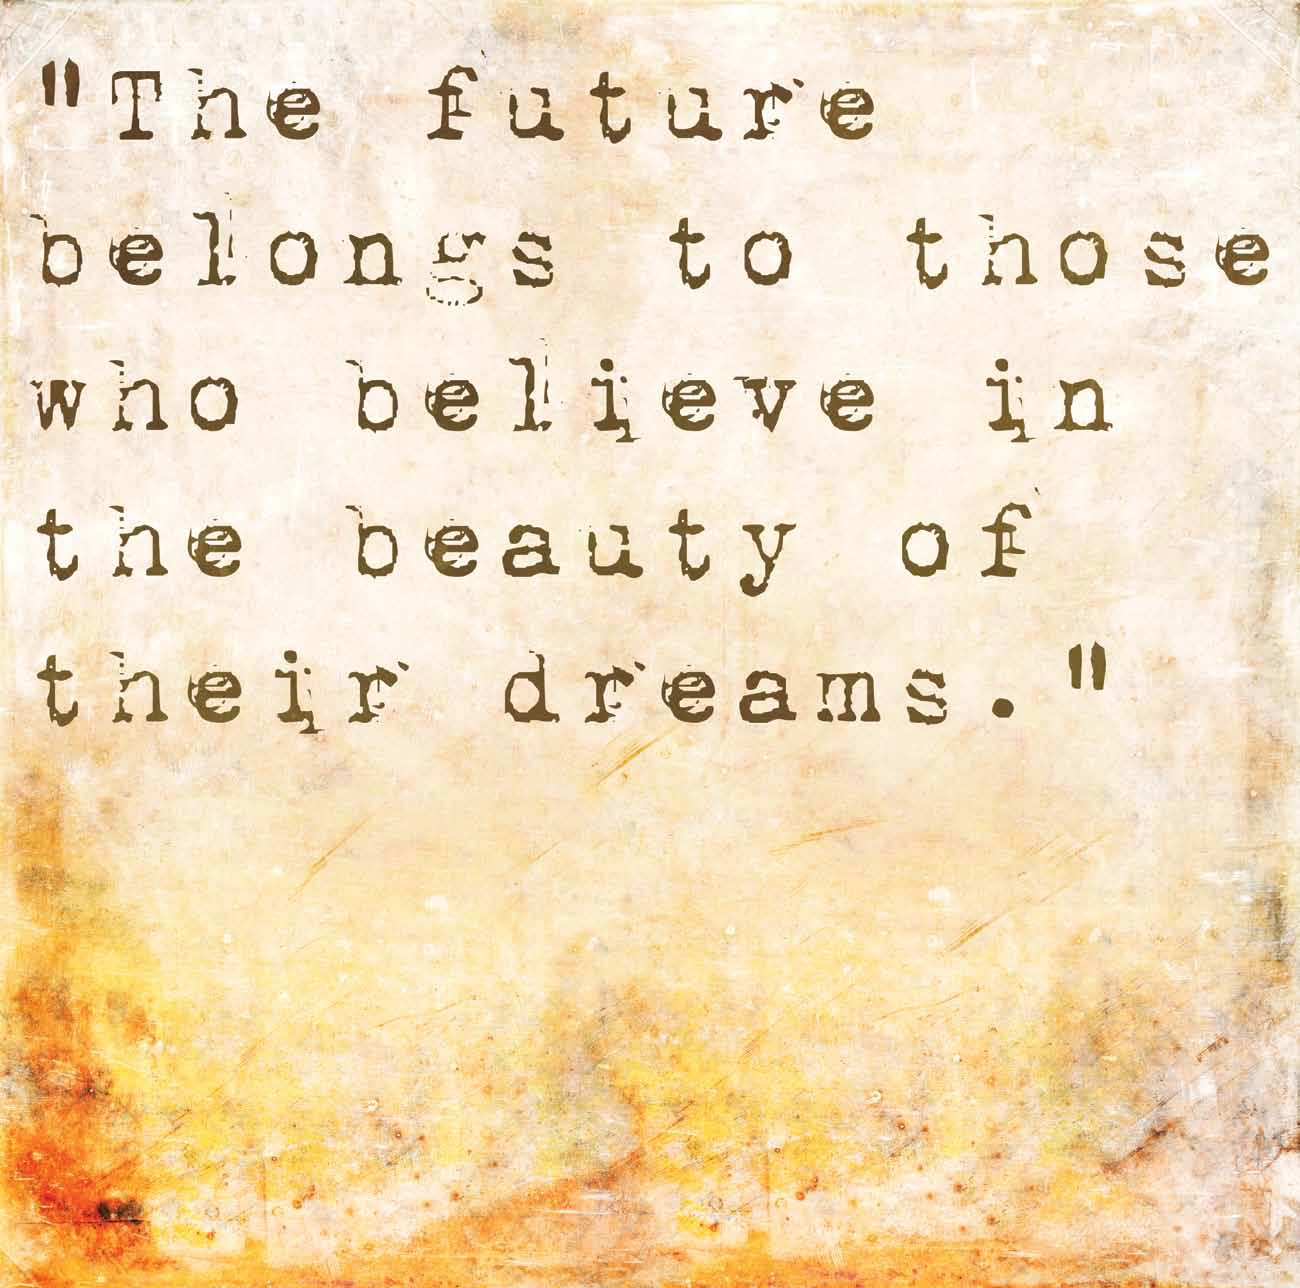 "The future
belongs to those
who believe in
the beauty of
their dreams."